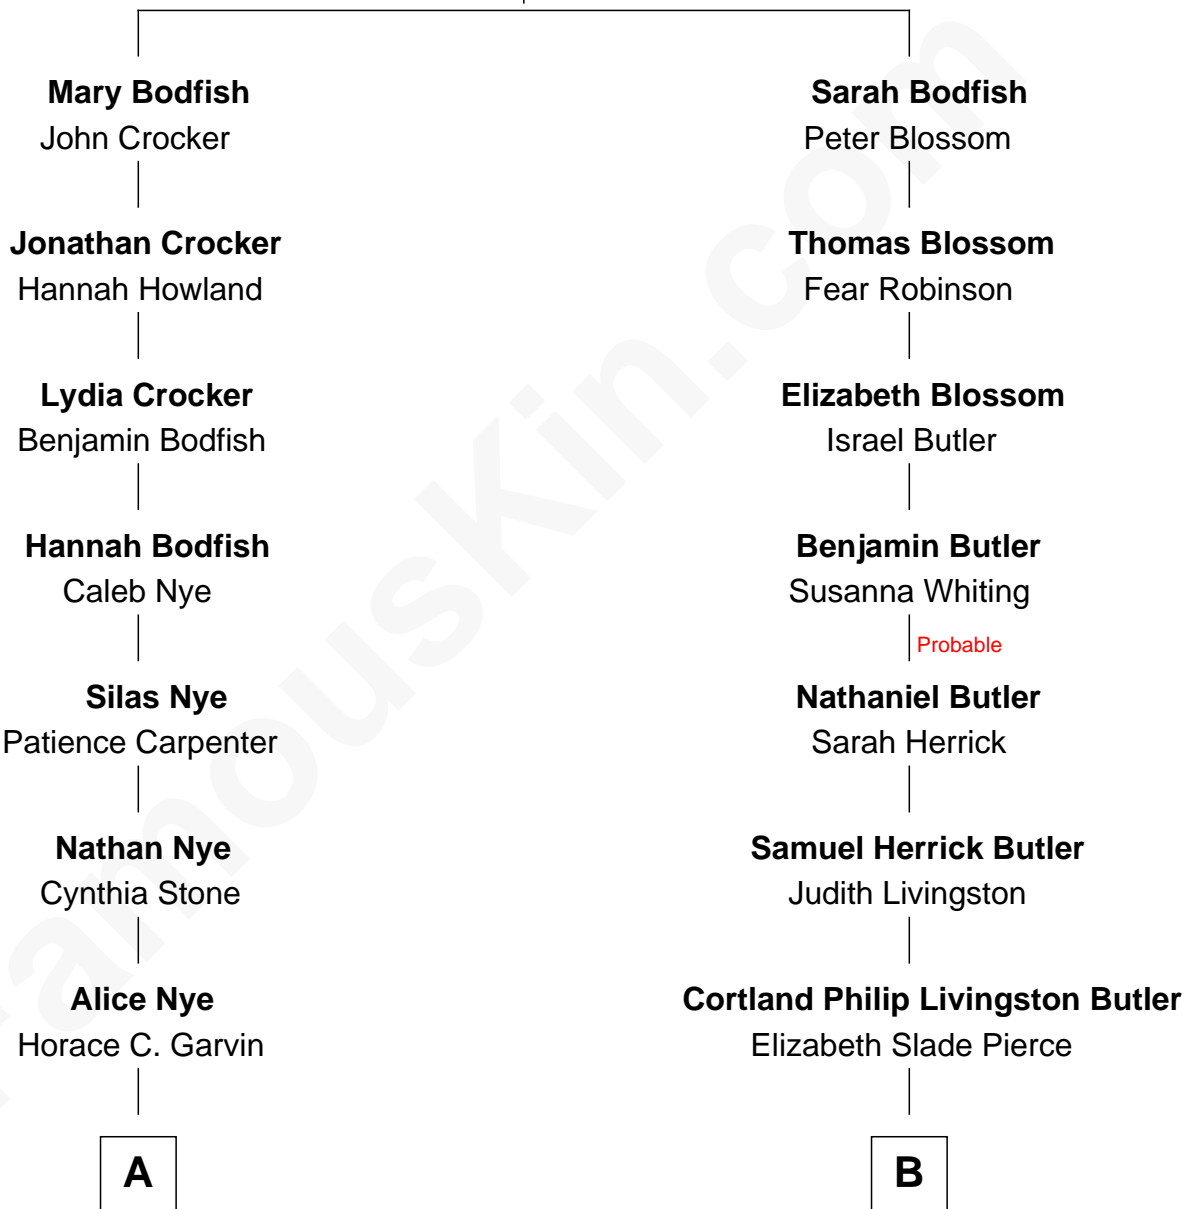 Mary Bodfish
John Crocker
Sarah Bodfish
Peter Blossom
Jonathan Crocker
Hannah Howland
Thomas Blossom
Fear Robinson
Lydia Crocker
Benjamin Bodfish
Elizabeth Blossom
Israel Butler
Hannah Bodfish
Caleb Nye
Benjamin Butler
Susanna Whiting
Probable
Silas Nye
Patience Carpenter
Nathaniel Butler
Sarah Herrick
Nathan Nye
Cynthia Stone
Samuel Herrick Butler
Judith Livingston
Alice Nye
Horace C. Garvin
Cortland Philip Livingston Butler
Elizabeth Slade Pierce
A
B
FamousKin.com